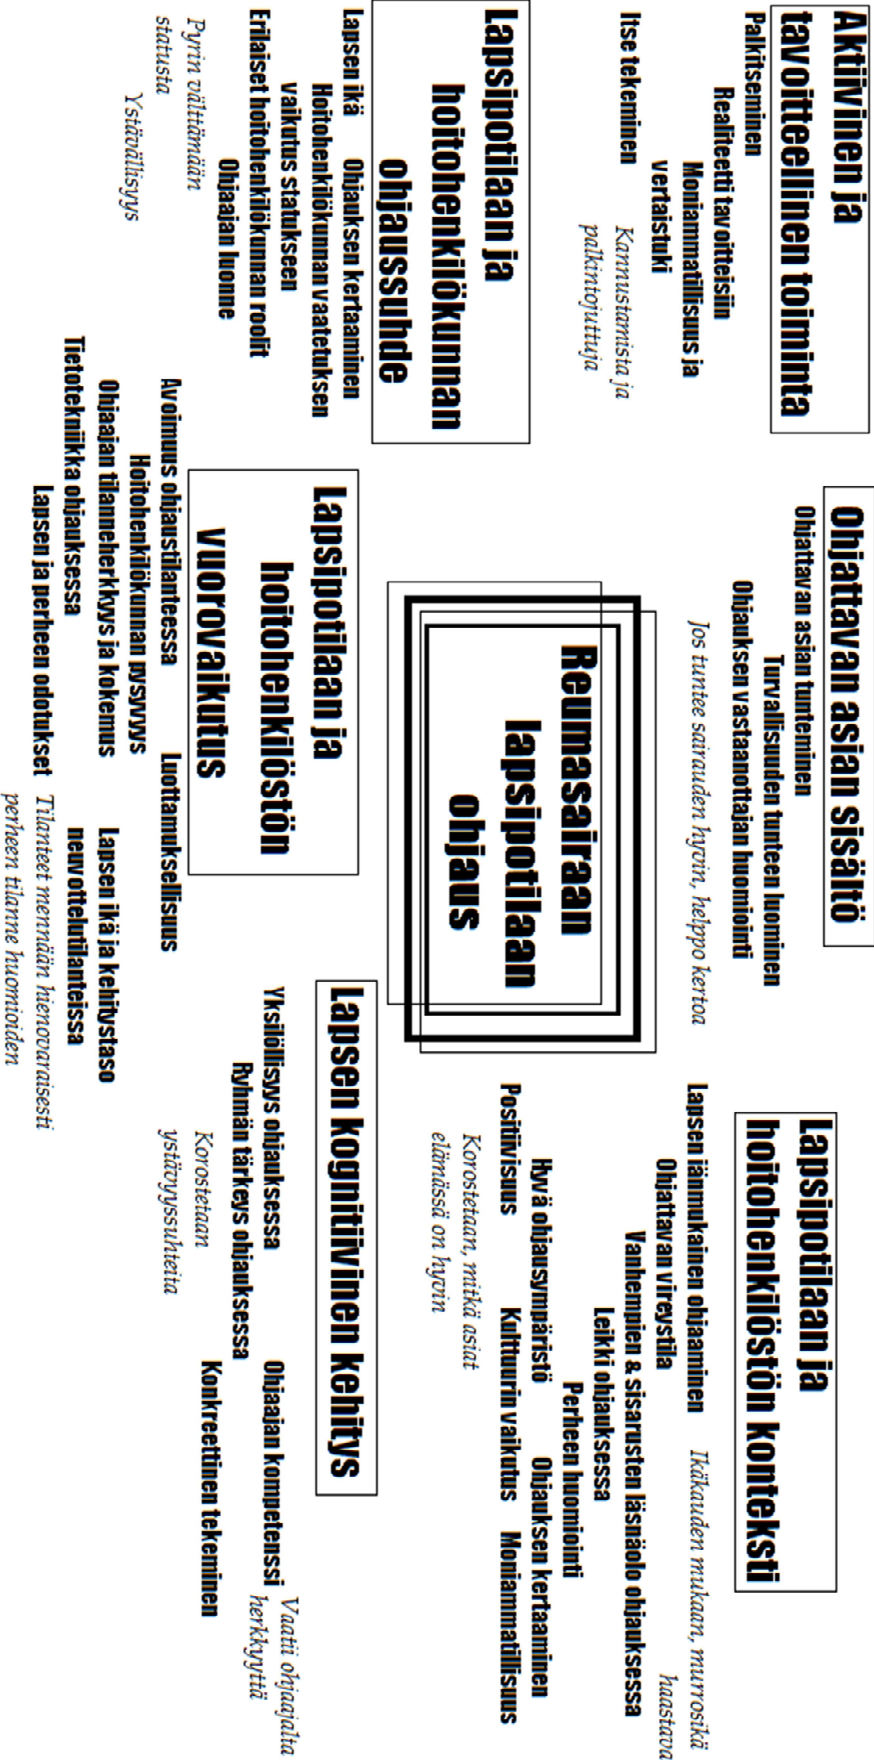 Aktiivinen ja
tavoitteellinen toiminta
Palkitseminen
Realiteetti tavoitteisiin
Moniammatillisuus ja
vertaistuki
Itse tekeminen
Kannustamista ja
palkintojuttuja
Ohjattavan asian sisältö
Ohjattavan asian tunteminen
Turvallisuuden tunteen luominen
Ohjauksen vastaanottajan huomiointi
Jos tuntee sairauden hyvin, helppo kertoa
Lapsipotilaan ja
hoitohenkilöstön konteksti
Lapsen iänmukainen ohjaaminen
Ikäkauden mukaan, murrosikä
haastava
Ohjattavan vireystila
Vanhempien & sisarusten läsnäolo ohjauksessa
Leikki ohjauksessa
Perheen huomiointi
Hyvä ohjausympäristö
Ohjauksen kertaaminen
Positiivisuus
Kulttuurin vaikutus
Moniammatillisuus
Korostetaan, mitkä asiat
elämässä on hyvin
Reumasairaan
lapsipotilaan
ohjaus
Lapsipotilaan ja
hoitohenkilökunnan
ohjaussuhde
Lapsen ikä
Ohjauksen kertaaminen
Hoitohenkilökunnan vaatetuksen
vaikutus statukseen
Erilaiset hoitohenkilökunnan roolit
Ohjaajan luonne
Pyrin välttämään
statusta
Ystävällisyys
Lapsipotilaan ja
hoitohenkilöstön
vuorovaikutus
Avoimuus ohjaustilanteessa
Luottamuksellisuus
Hoitohenkilökunnan pysyvyys
Ohjaajan tilanneherkkyys ja kokemus
Lapsen ikä ja kehitystaso
neuvottelutilanteissa
Tietotekniikka ohjauksessa
Lapsen ja perheen odotukset
Tilanteet mennään hienovaraisesti
perheen tilanne huomioiden
Lapsen kognitiivinen kehitys
Yksilöllisyys ohjauksessa
Ohjaajan kompetenssi
Vaatii ohjaajalta
herkkyyttä
Ryhmän tärkeys ohjauksessa
Konkreettinen tekeminen
Korostetaan
ystävyyssuhteita